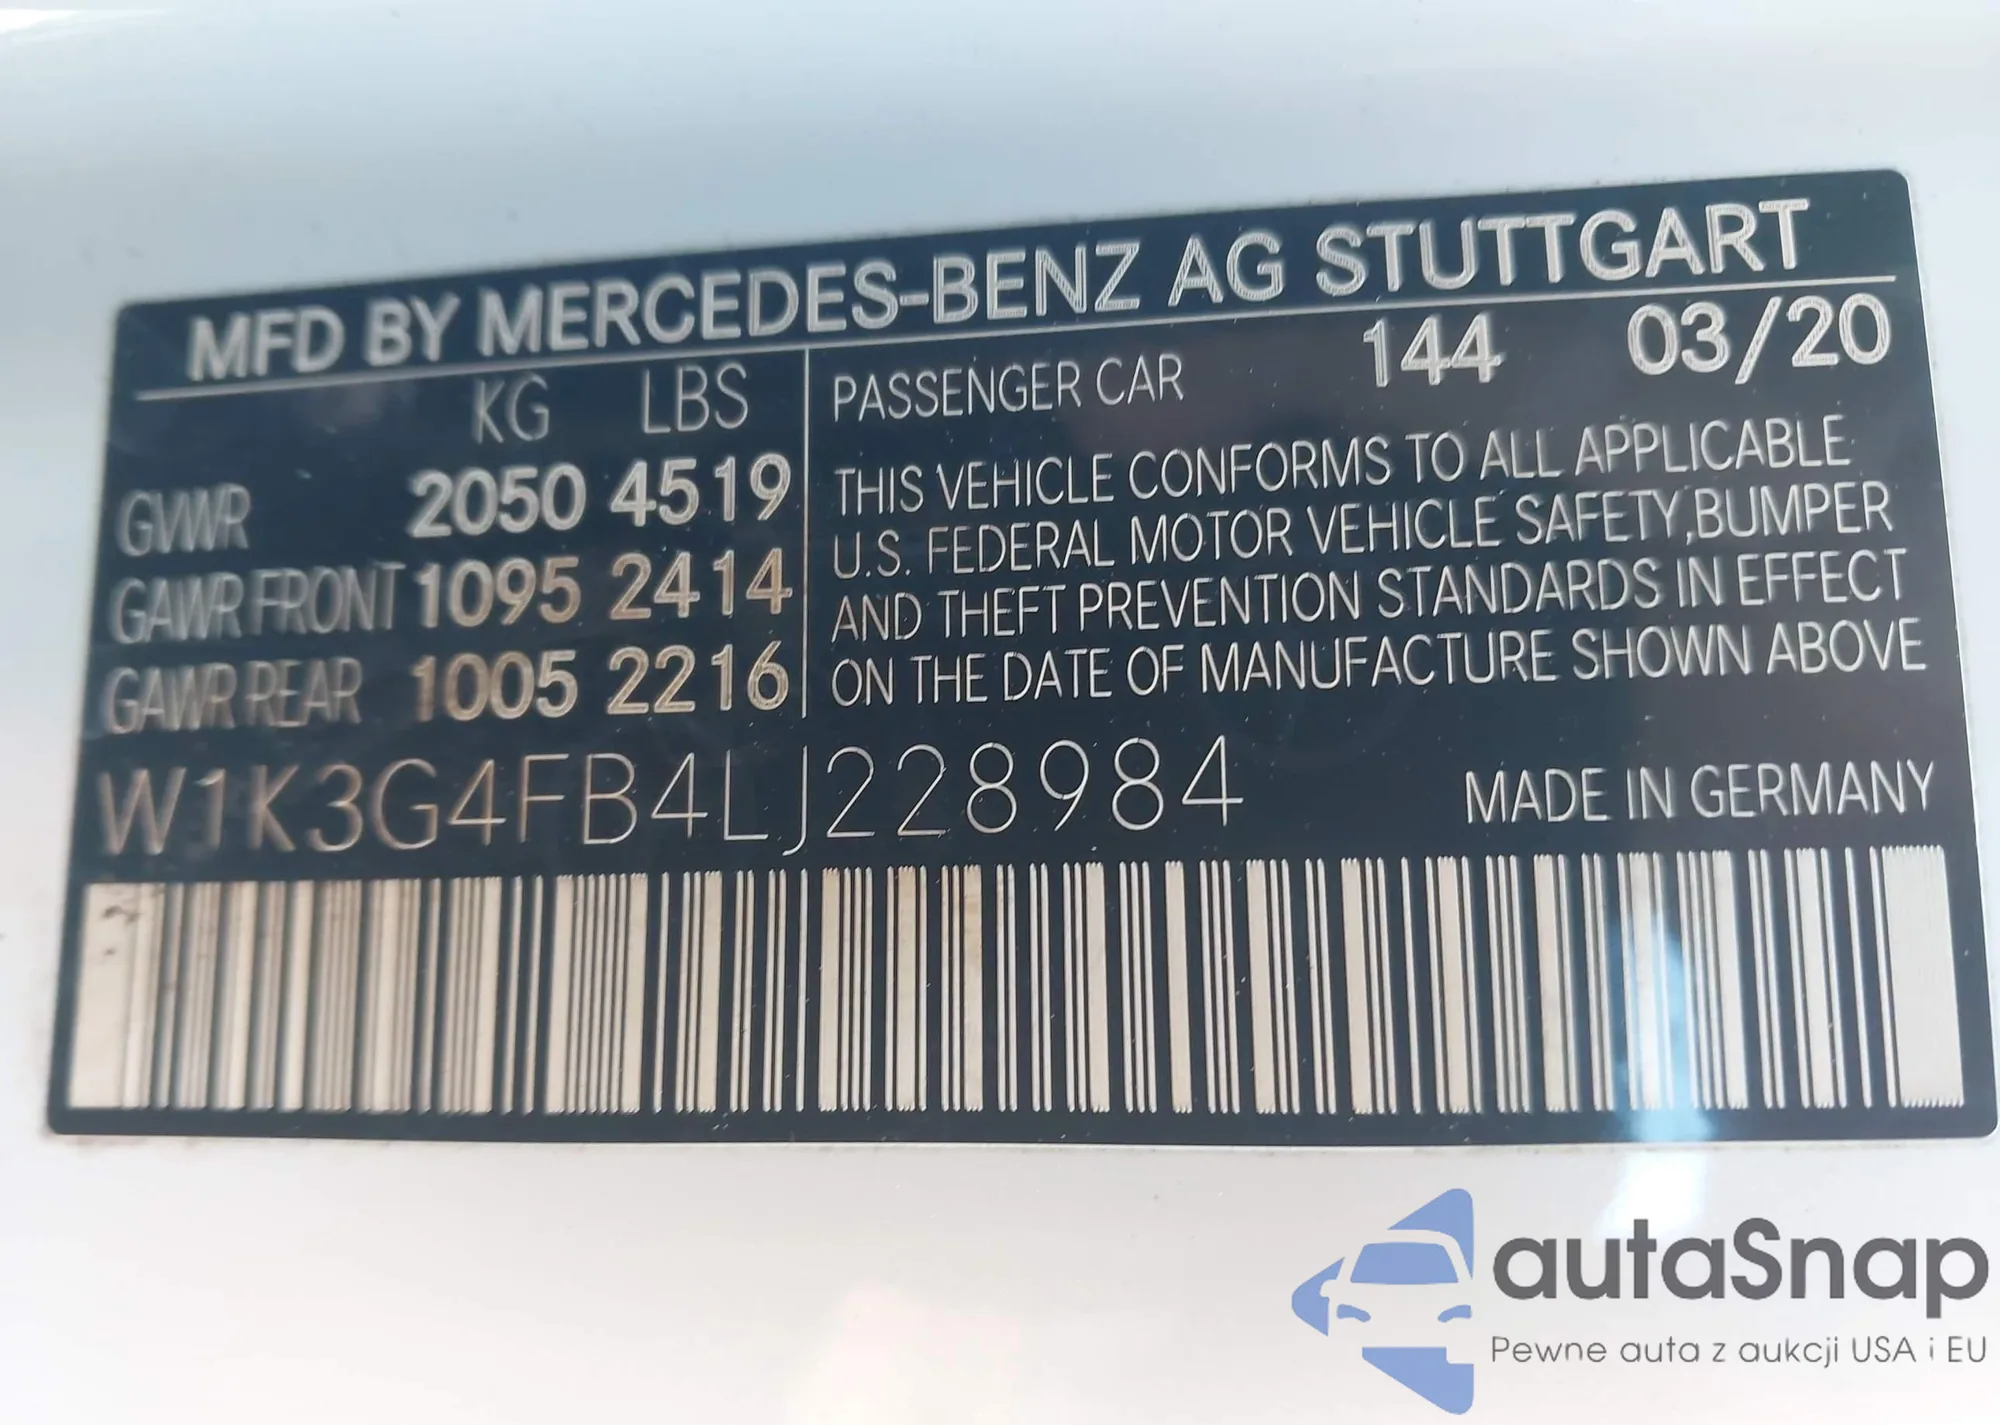 MFD BY MERCEDES-BENZ AG STUTTGART
KG LBS
GVWR 2050 4519
GAWR FRONT 1095 2414
GAWR REAR 1005 2216
PASSENGER CAR 144 03/20
THIS VEHICLE CONFORMS TO ALL APPLICABLE
U.S. FEDERAL MOTOR VEHICLE SAFETY,BUMPER
AND THEFT PREVENTION STANDARDS IN EFFECT
ON THE DATE OF MANUFACTURE SHOWN ABOVE
W1K3G4FB4LJ228984
MADE IN GERMANY
autaSnap
Pewne auta z aukcji USA i EU